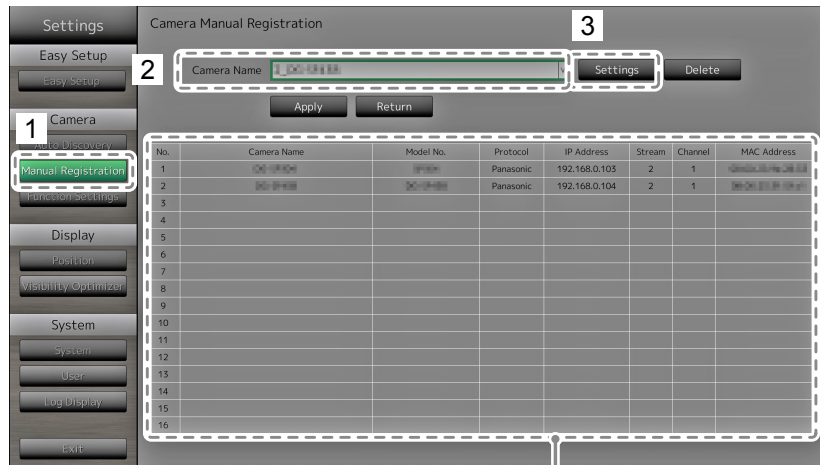 Settings
Camera Manual Registration
3
Easy Setup
2
Camera Name
Settings
Delete
Easy Setup
Apply
Return
Camera
1
Auto Discovery
No. Camera Name Model No. Protocol IP Address Stream Channel MAC Address
Manual Registration
1 Panasonic 192.168.0.103 2 1
2 Panasonic 192.168.0.104 2 1
Function Settings
3
4
Display
5
Position
6
7
Visibility Optimizer
8
9
System
10
System
11
12
User
13
Log Display
14
15
16
Exit